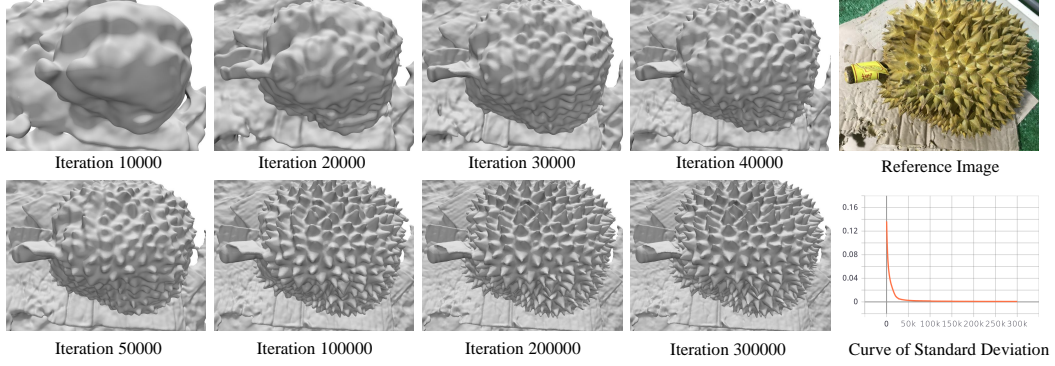 Iteration 10000
Iteration 20000
Iteration 30000
Iteration 40000
Reference Image
0.16
0.12
0.08
0.04
0
0 50k 100k 150k 200k 250k 300k
Iteration 50000
Iteration 100000
Iteration 200000
Iteration 300000
Curve of Standard Deviation